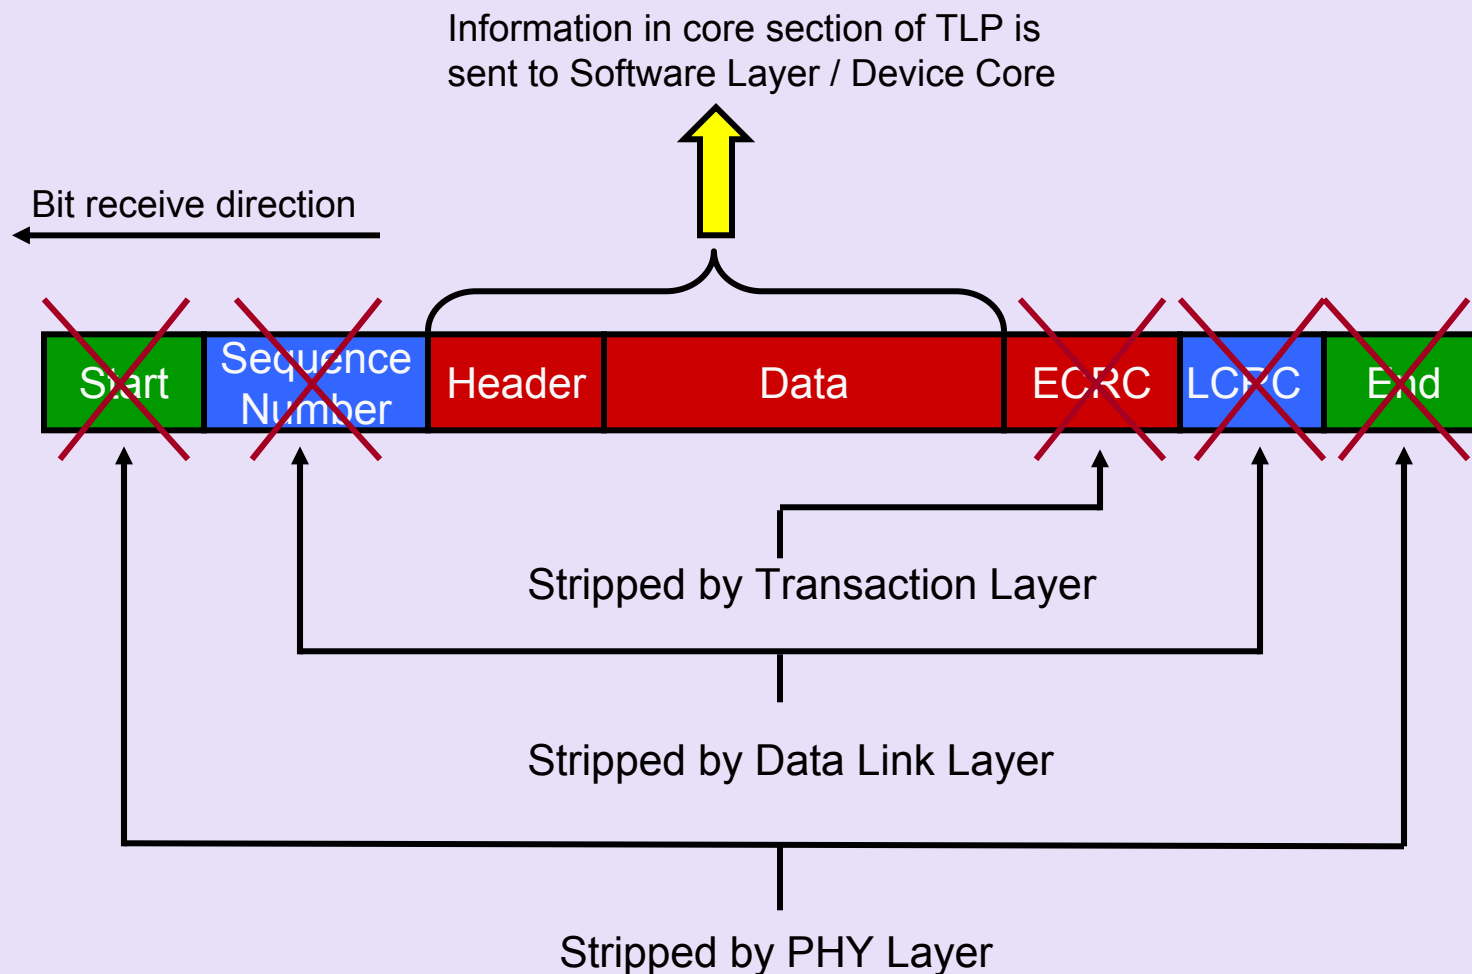 Information in core section of TLP is
sent to Software Layer / Device Core
Bit receive direction
Start
Sequence
Number
Header
Data
ECRC
LCRC
End
Stripped by Transaction Layer
Stripped by Data Link Layer
Stripped by PHY Layer